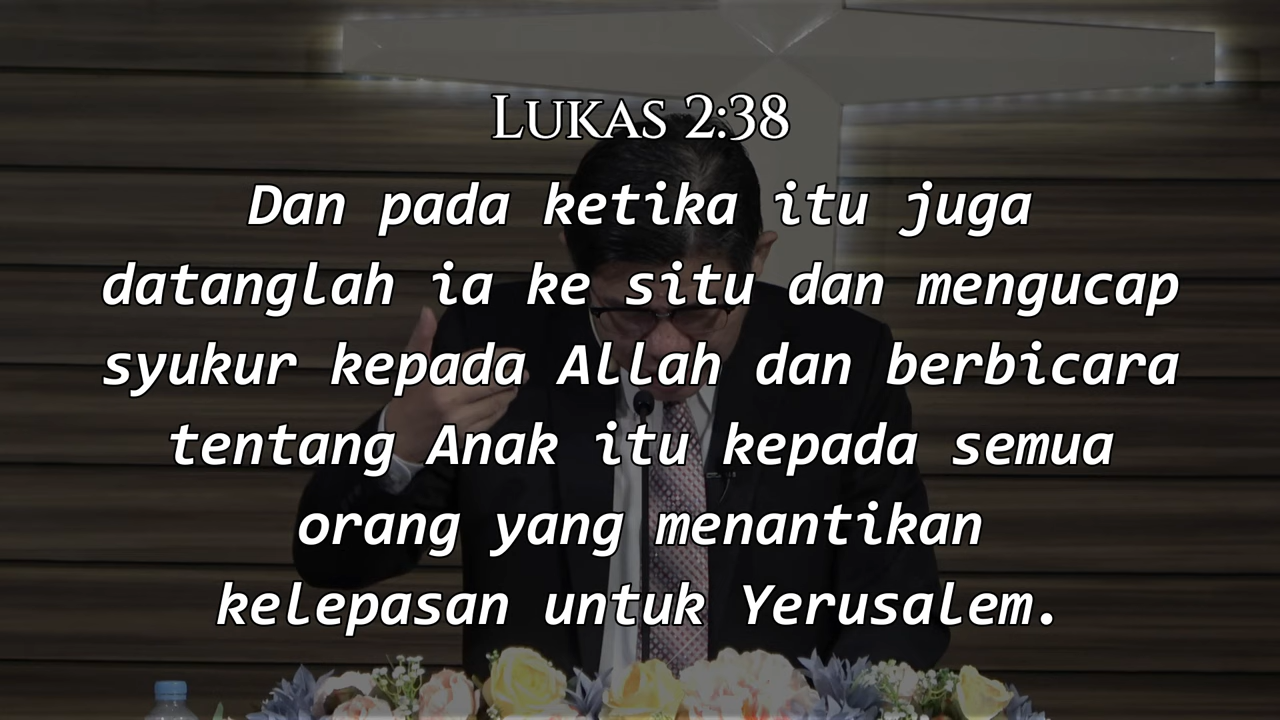 Lukas 2:38
Dan pada ketika itu juga
datanglah ia ke situ dan mengucap
syukur kepada Allah dan berbicara
tentang Anak itu kepada semua
orang yang menantikan
kelepasan untuk Yerusalem.